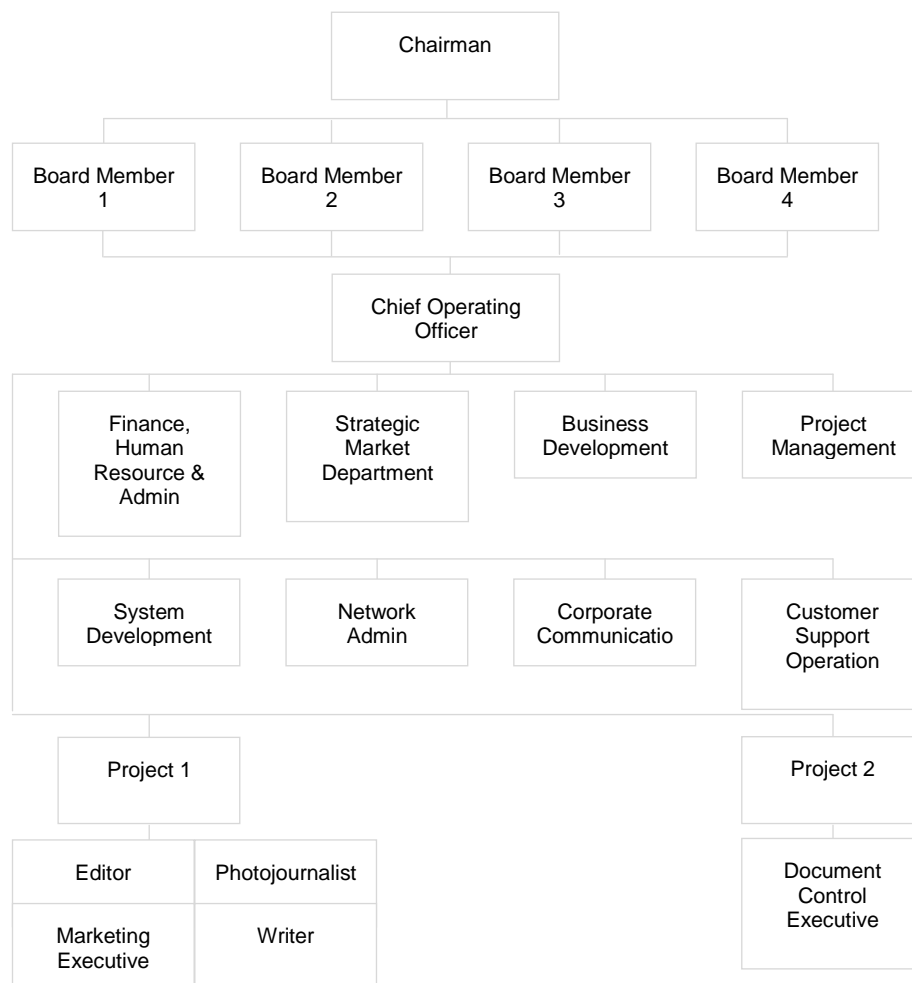 Chairman
Board Member
1
Board Member
2
Board Member
3
Board Member
4
Chief Operating
Officer
Finance,
Human
Resource &
Admin
Strategic
Market
Department
Business
Development
Project
Management
System
Development
Network
Admin
Corporate
Communicatio
Customer
Support
Operation
Project 1
Project 2
Editor
Photojournalist
Marketing
Executive
Writer
Document
Control
Executive